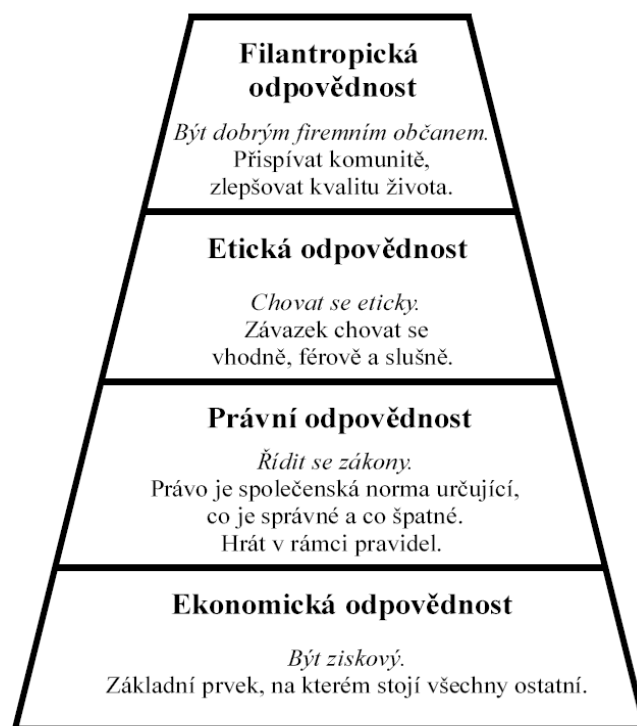 Filantropická
odpovědnost
Být dobrým firemním občanem.
Přispívat komunitě,
zlepšovat kvalitu života.
Etická odpovědnost
Chovat se eticky.
Závazek chovat se
vhodně, férově a slušně.
Právní odpovědnost
Řídit se zákony.
Právo je společenská norma určující,
co je správné a co špatné.
Hrát v rámci pravidel.
Ekonomická odpovědnost
Být ziskový.
Základní prvek, na kterém stojí všechny ostatní.